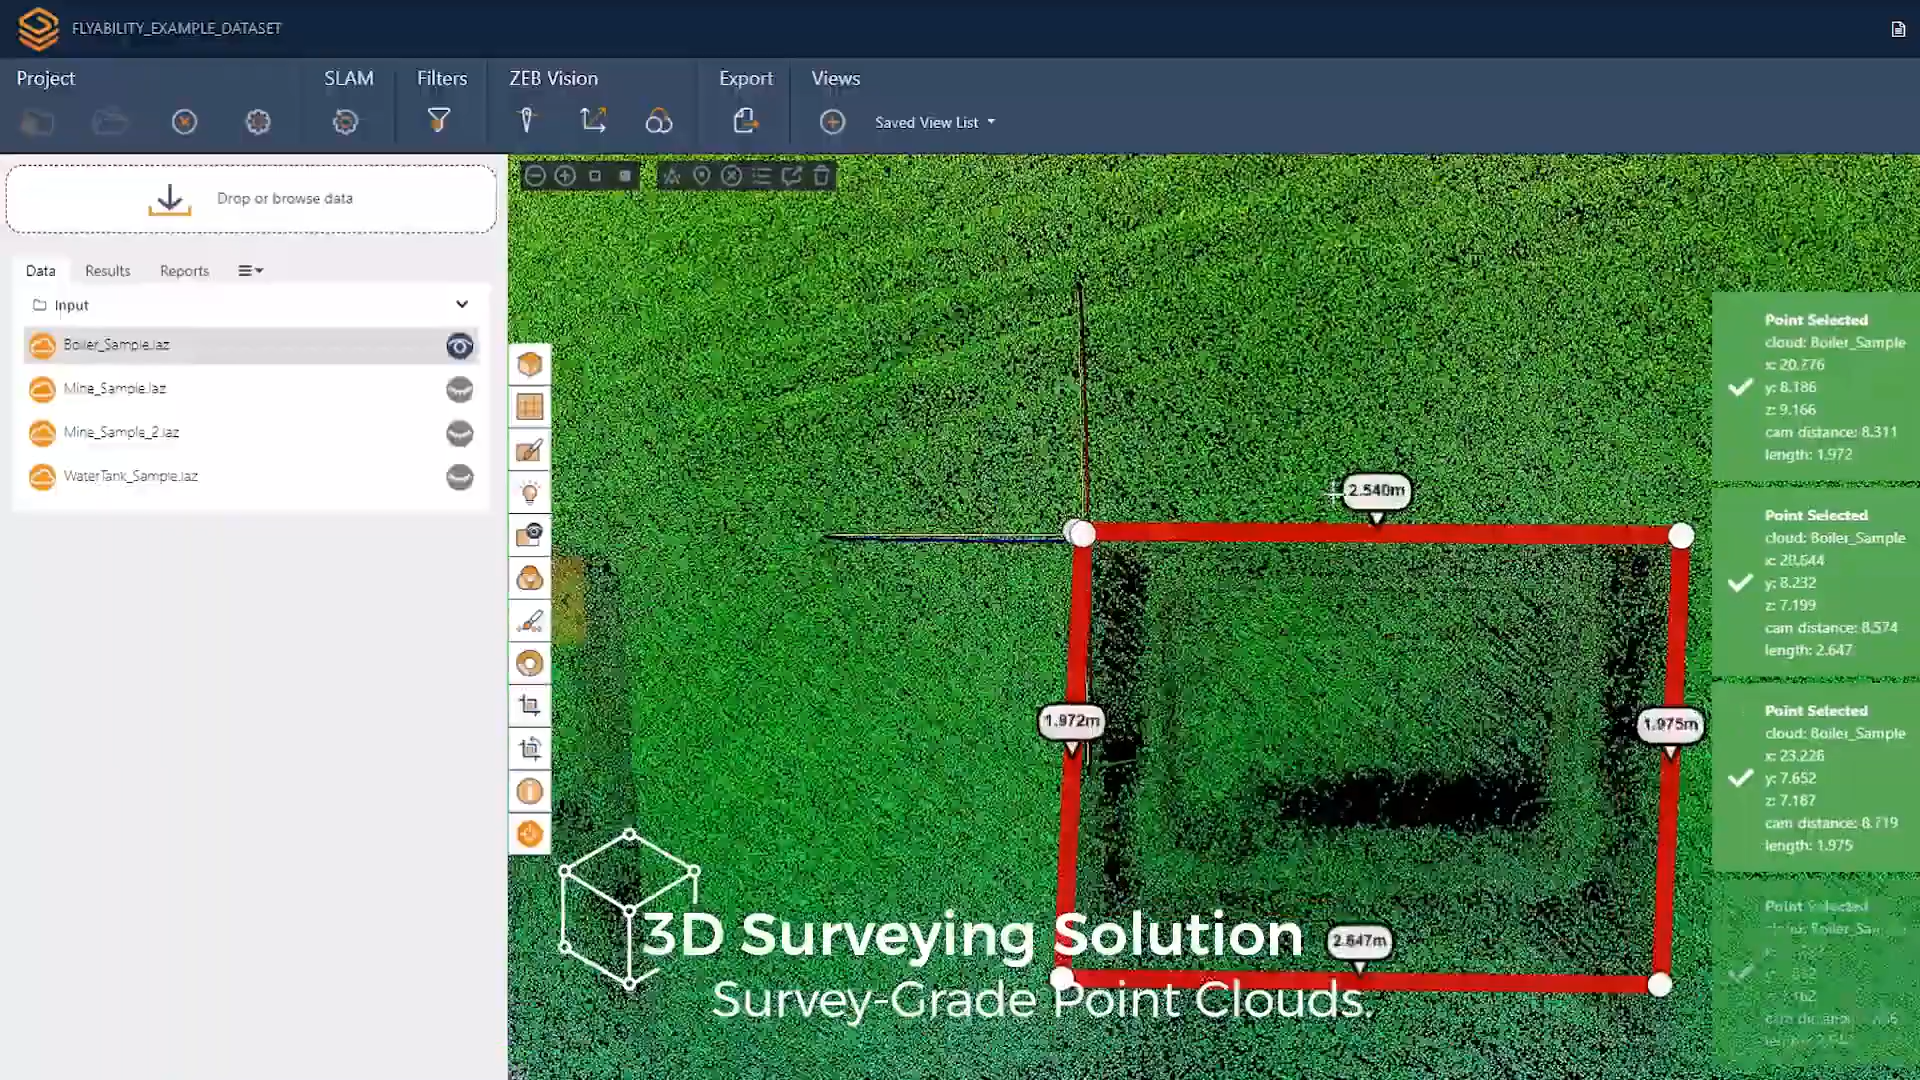 FLYABILITY_EXAMPLE_DATASET
Project
SLAM
Filters
ZEB Vision
Export
Views
Saved View List
Drop or browse data
Data
Results
Reports
Input
Boiler_Sample.laz
Mine_Sample.laz
Mine_Sample_2.laz
WaterTank_Sample.laz
2.540m
1.972m
1.975m
2.647m
3D Surveying Solution
Survey-Grade Point Clouds.
Point Selected
cloud: Boiler_Sample
x: 20.776
y: 8.186
z: 9.166
cam distance: 8.311
length: 1.972
Point Selected
cloud: Boiler_Sample
x: 20.644
y: 8.232
z: 7.199
cam distance: 8.574
length: 2.647
Point Selected
cloud: Boiler_Sample
x: 23.226
y: 7.652
z: 7.187
cam distance: 8.719
length: 1.975
Point Selected